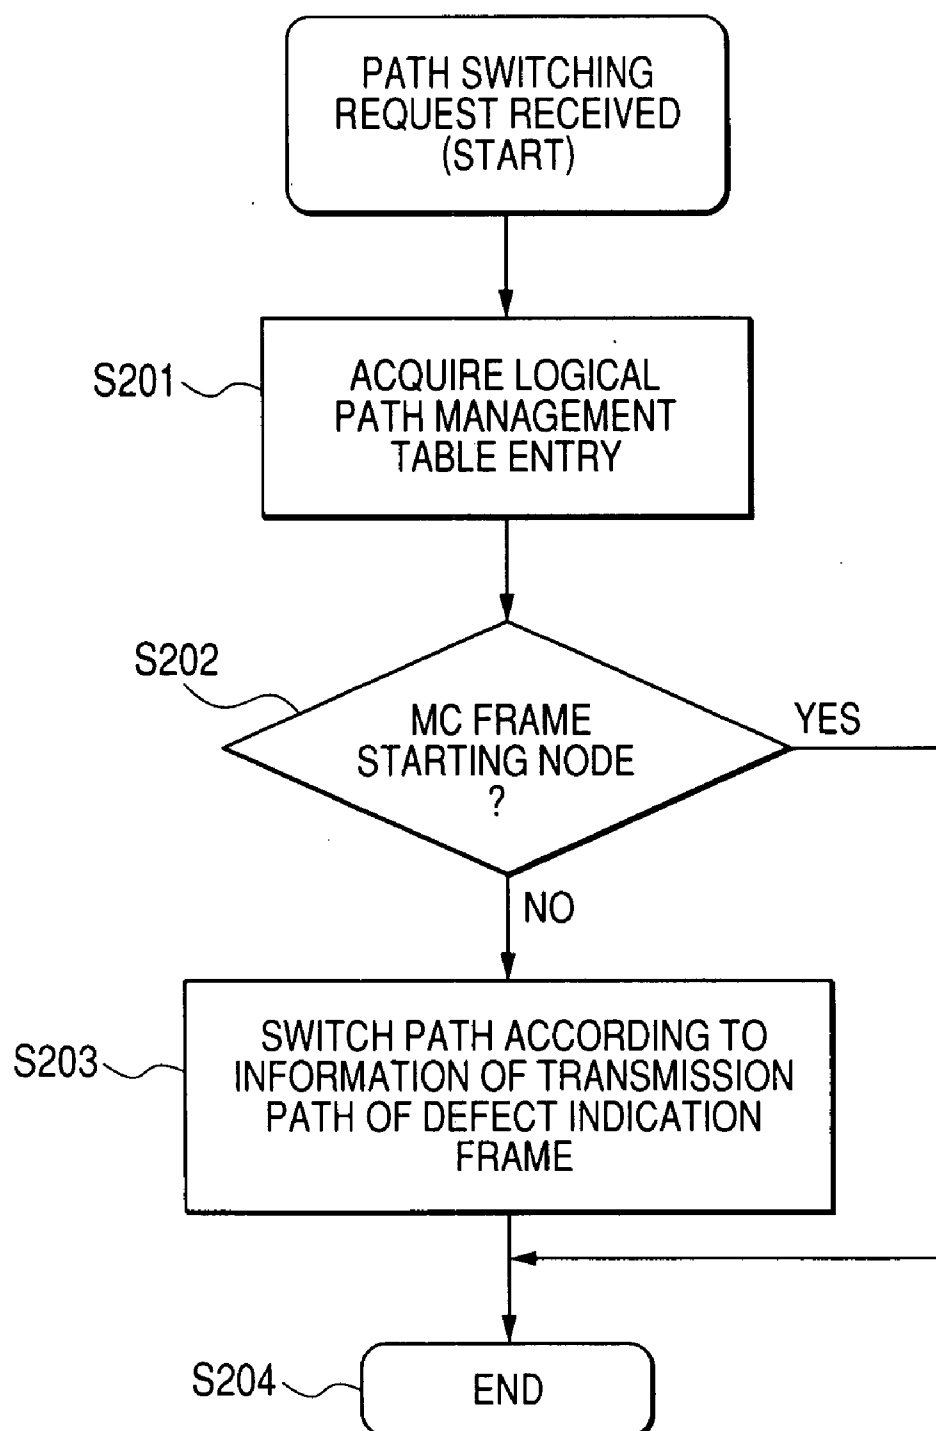 PATH SWITCHING
REQUEST RECEIVED
(START)
S201
ACQUIRE LOGICAL
PATH MANAGEMENT
TABLE ENTRY
S202
MC FRAME
STARTING NODE
?
YES
NO
S203
SWITCH PATH ACCORDING TO
INFORMATION OF TRANSMISSION
PATH OF DEFECT INDICATION
FRAME
S204
END